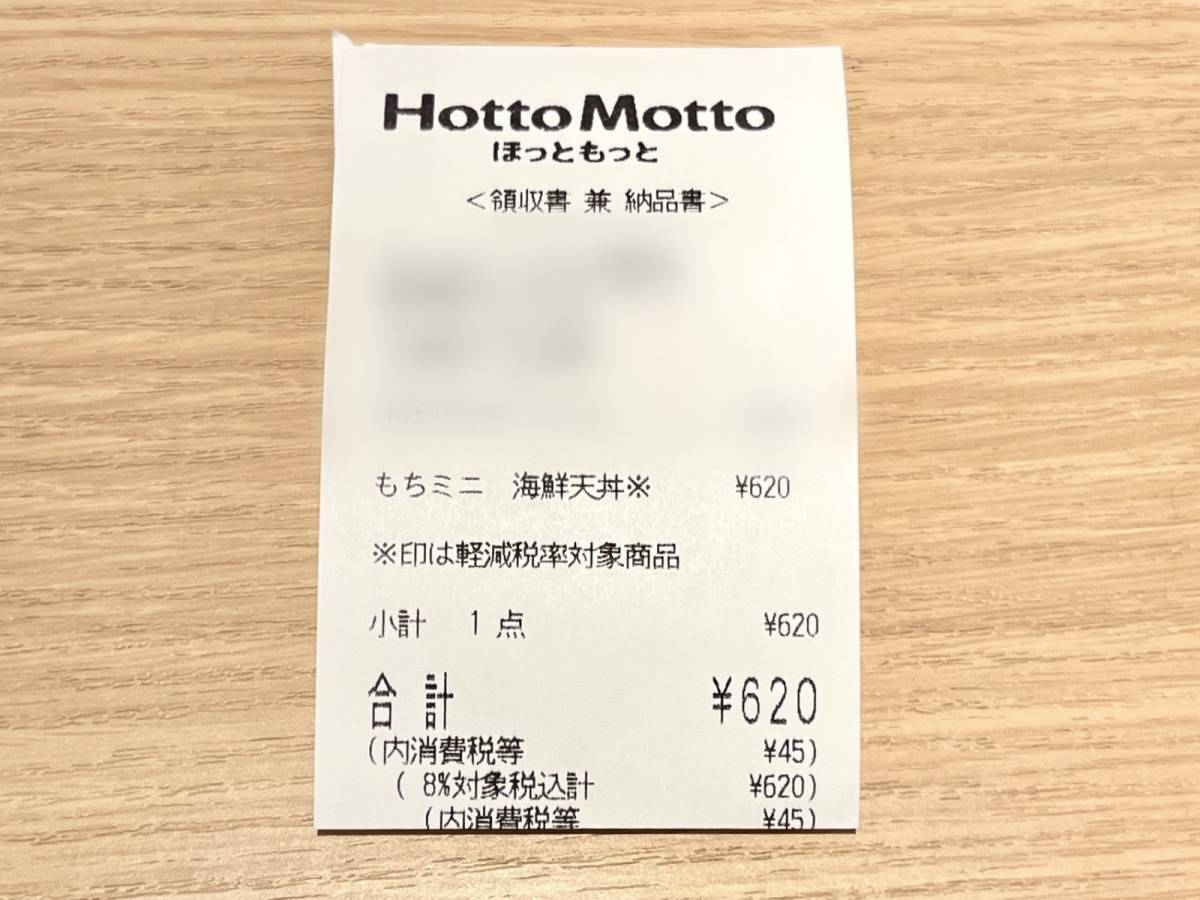 Hotto Motto
ほっともっと
＜領収書 兼 納品書＞
もちミニ 海鮮天丼※ ¥620
※印は軽減税率対象商品
小計 1 点 ¥620
合 計 ¥620
(内消費税等 ¥45)
( 8%対象税込計 ¥620)
(内消費税等 ¥45)